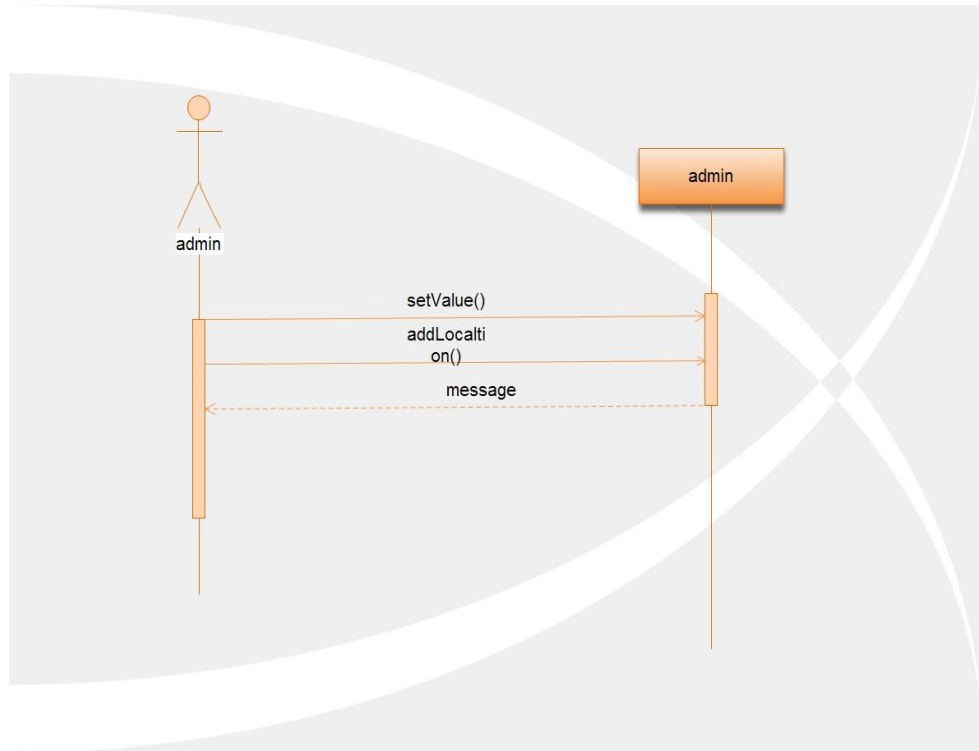 admin
admin
setValue()
addLocalti
on()
message